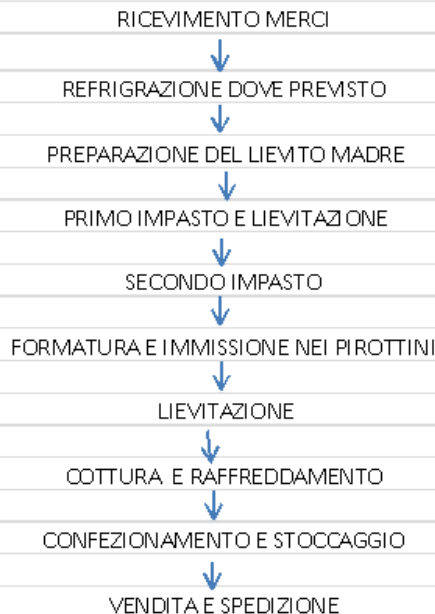 RICEVIMENTO MERCI
REFRIGRAZIONE DOVE PREVISTO
PREPARAZIONE DEL LIEVITO MADRE
PRIMO IMPASTO E LIEVITAZIONE
SECONDO IMPASTO
FORMATURA E IMMISSIONE NEI PIROTTINI
LIEVITAZIONE
COTTURA E RAFFREDDAMENTO
CONFEZIONAMENTO E STOCCAGGIO
VENDITA E SPEDIZIONE